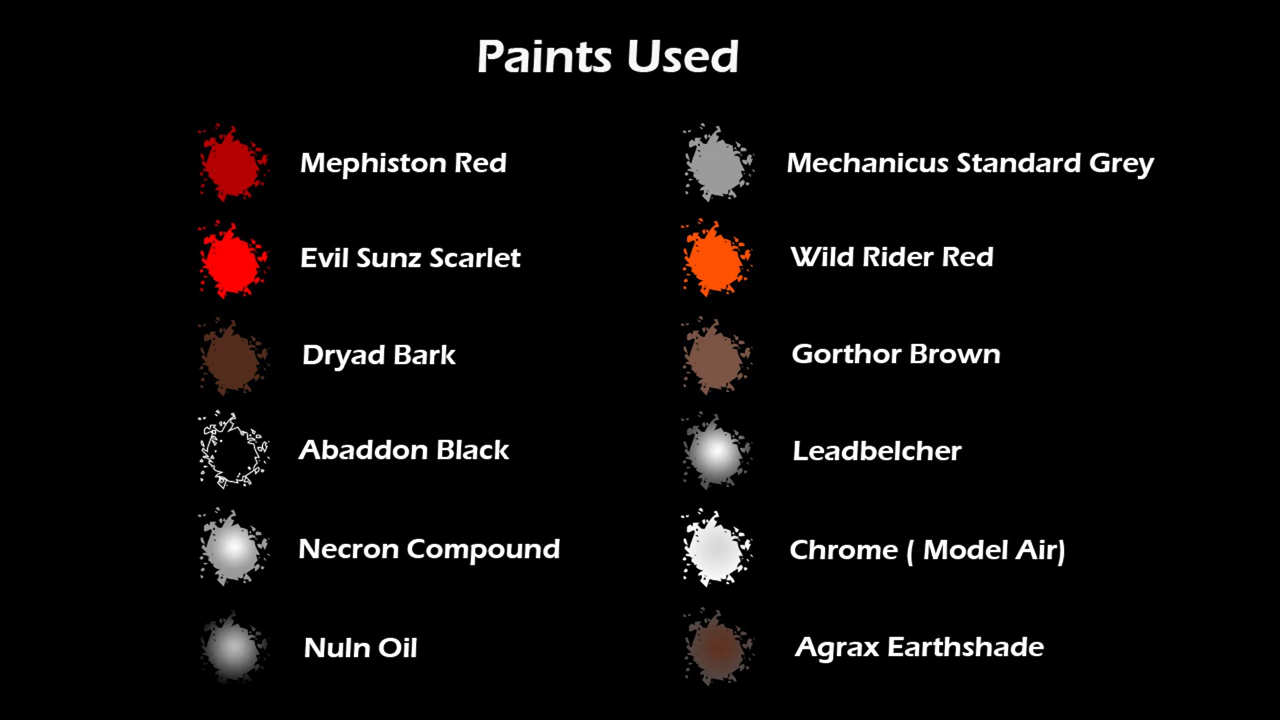 Paints Used
Mephiston Red
Mechanicus Standard Grey
Evil Sunz Scarlet
Wild Rider Red
Dryad Bark
Gorthor Brown
Abaddon Black
Leadbelcher
Necron Compound
Chrome ( Model Air)
Nuln Oil
Agrax Earthshade